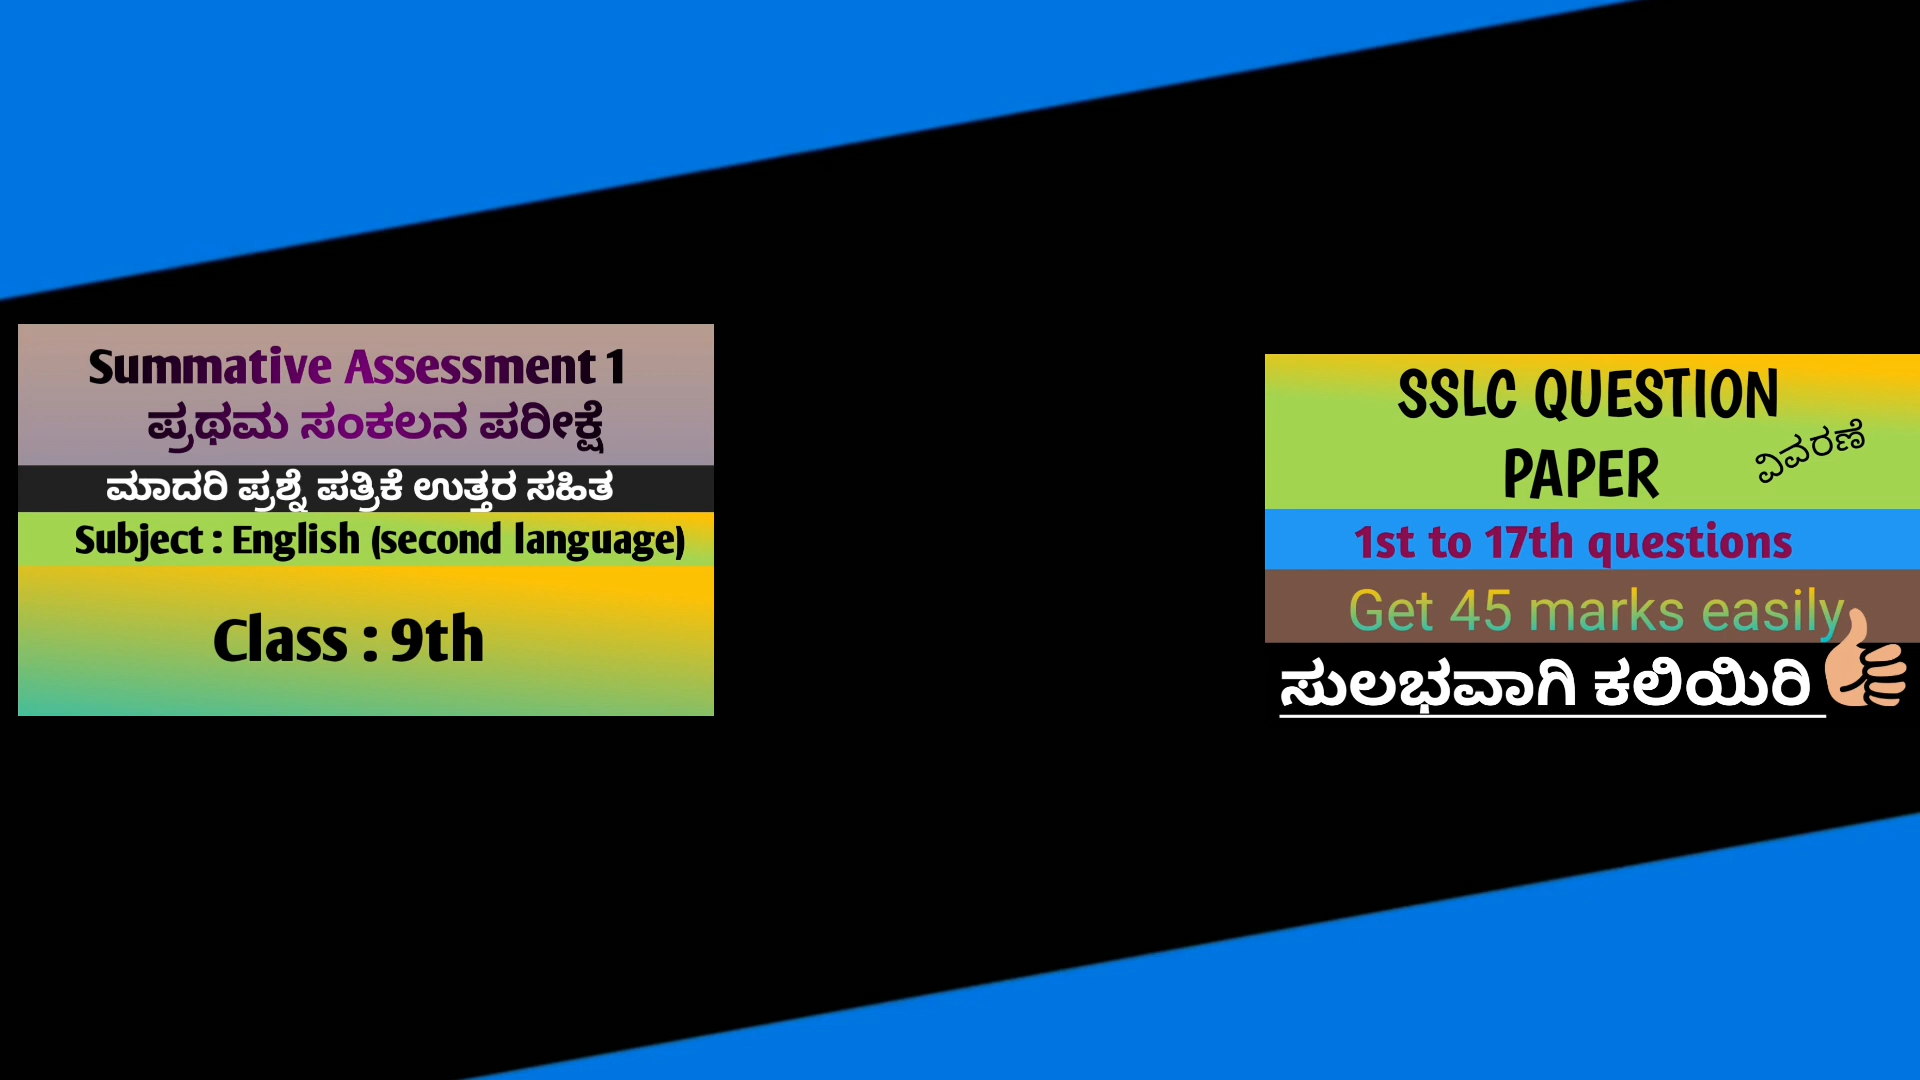 Summative Assessment 1
ಪ್ರಥಮ ಸಂಕಲನ ಪರೀಕ್ಷೆ
ಮಾದರಿ ಪ್ರಶ್ನೆ ಪತ್ರಿಕೆ ಉತ್ತರ ಸಹಿತ
Subject : English (second language)
Class : 9th
SSLC QUESTION
PAPER
ವಿವರಣೆ
1st to 17th questions
Get 45 marks easily
ಸುಲಭವಾಗಿ ಕಲಿಯಿರಿ